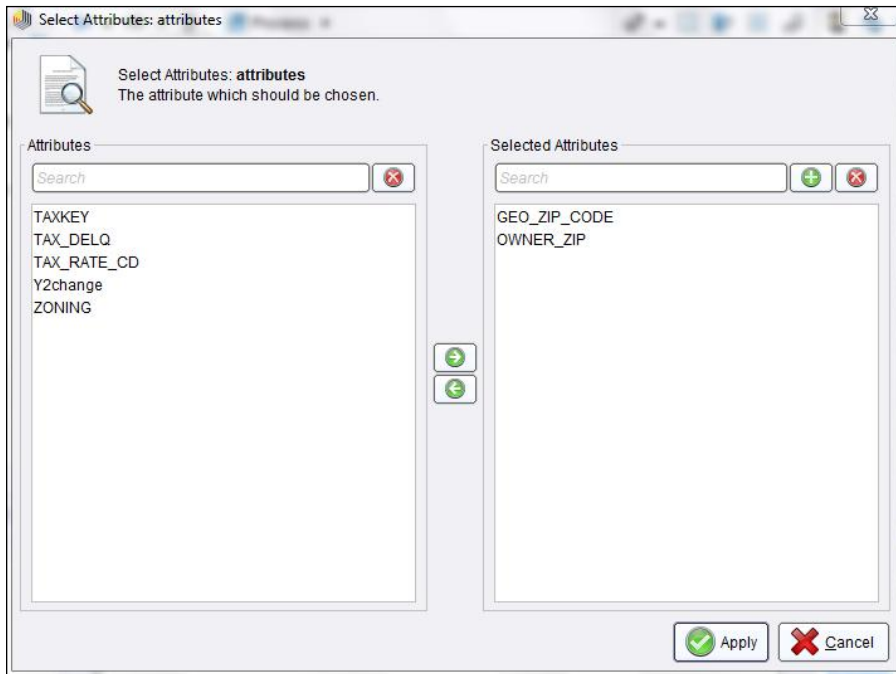 Select Attributes: attributes
Process
Select Attributes: attributes
The attribute which should be chosen.
Attributes
Search
TAXKEY
TAX_DELQ
TAX_RATE_CD
Y2change
ZONING
Selected Attributes
Search
GEO_ZIP_CODE
OWNER_ZIP
Apply
Cancel